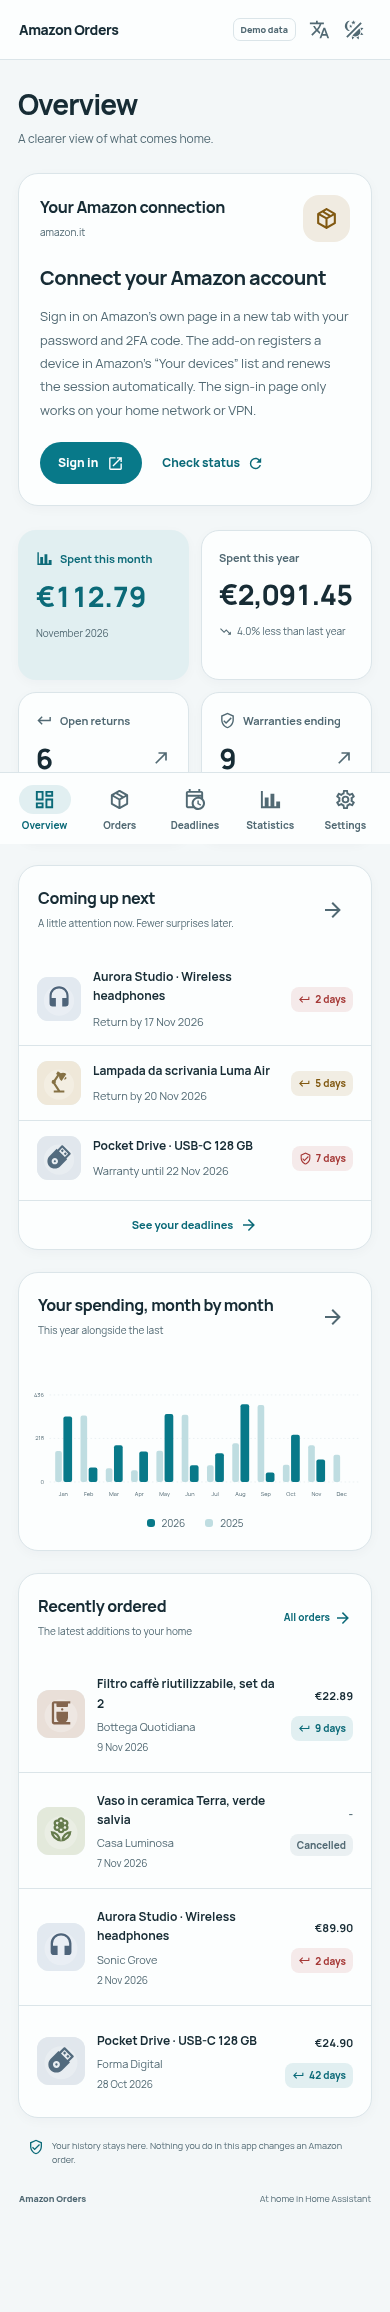 Amazon Orders
Demo data
Overview
A clearer view of what comes home.
Your Amazon connection
amazon.it
Connect your Amazon account
Sign in on Amazon's own page in a new tab with your
password and 2FA code. The add-on registers a
device in Amazon's “Your devices” list and renews
the session automatically. The sign-in page only
works on your home network or VPN.
Sign in
Check status
Spent this month
€112.79
November 2026
Spent this year
€2,091.45
4.0% less than last year
Open returns
6
Warranties ending
9
Overview
Orders
Deadlines
Statistics
Settings
Coming up next
A little attention now. Fewer surprises later.
Aurora Studio · Wireless
headphones
Return by 17 Nov 2026
2 days
Lampada da scrivania Luma Air
Return by 20 Nov 2026
5 days
Pocket Drive · USB-C 128 GB
Warranty until 22 Nov 2026
7 days
See your deadlines
Your spending, month by month
This year alongside the last
436
218
0
Jan Feb Mar Apr May Jun Jul Aug Sep Oct Nov Dec
2026 2025
Recently ordered
The latest additions to your home
All orders
Filtro caffè riutilizzabile, set da
2
Bottega Quotidiana
9 Nov 2026
€22.89
9 days
Vaso in ceramica Terra, verde
salvia
Casa Luminosa
7 Nov 2026
-
Cancelled
Aurora Studio · Wireless
headphones
Sonic Grove
2 Nov 2026
€89.90
2 days
Pocket Drive · USB-C 128 GB
Forma Digital
28 Oct 2026
€24.90
42 days
Your history stays here. Nothing you do in this app changes an Amazon
order.
Amazon Orders
At home in Home Assistant